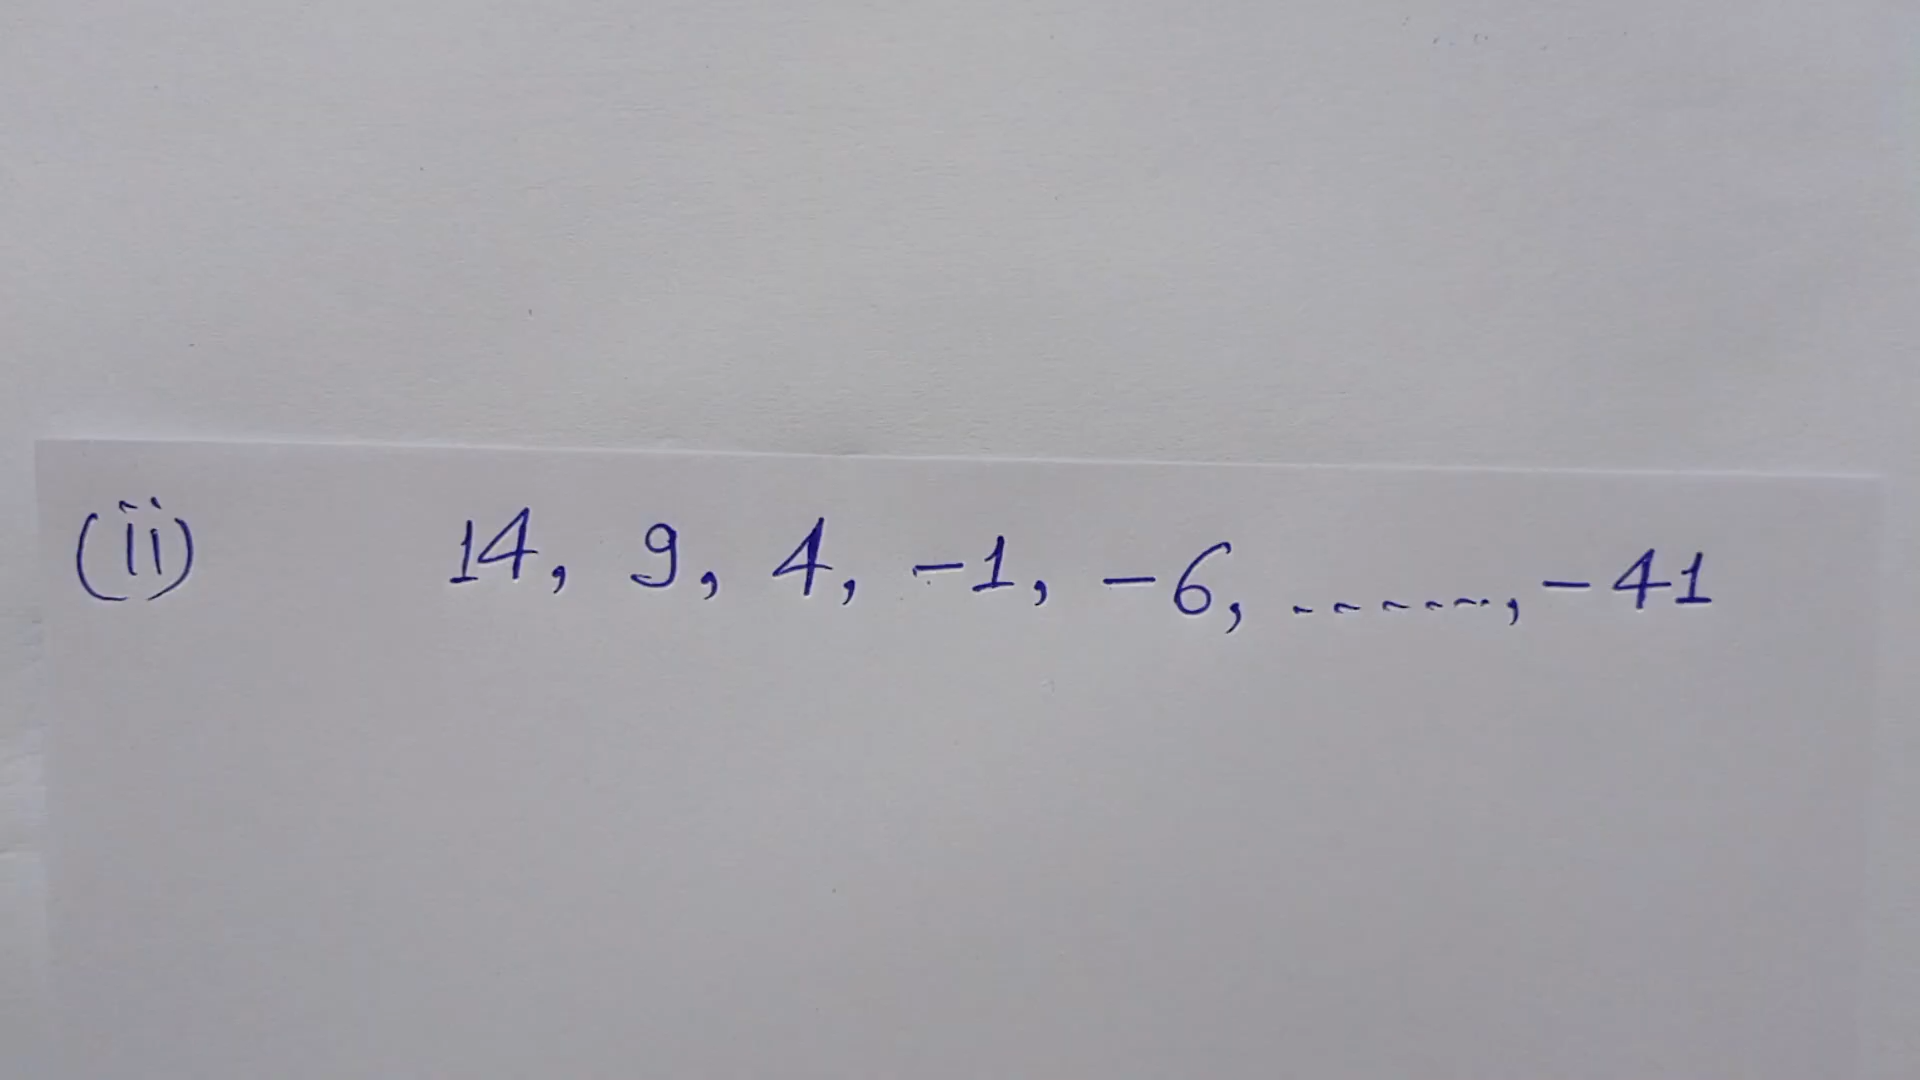 (ii) 14, 9, 4, -1, -6, ......., -41